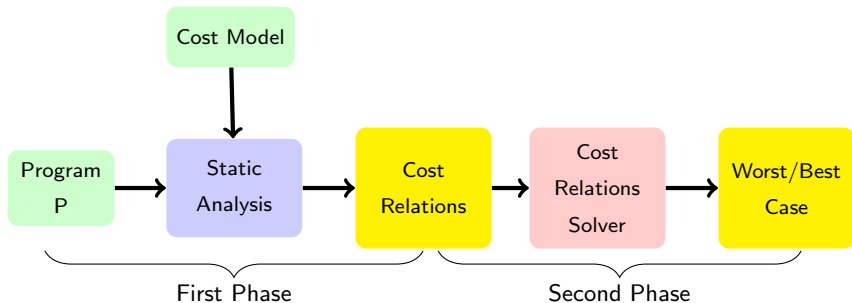 Cost Model
Program
P
Static
Analysis
Cost
Relations
Cost
Relations
Solver
Worst/Best
Case
First Phase
Second Phase